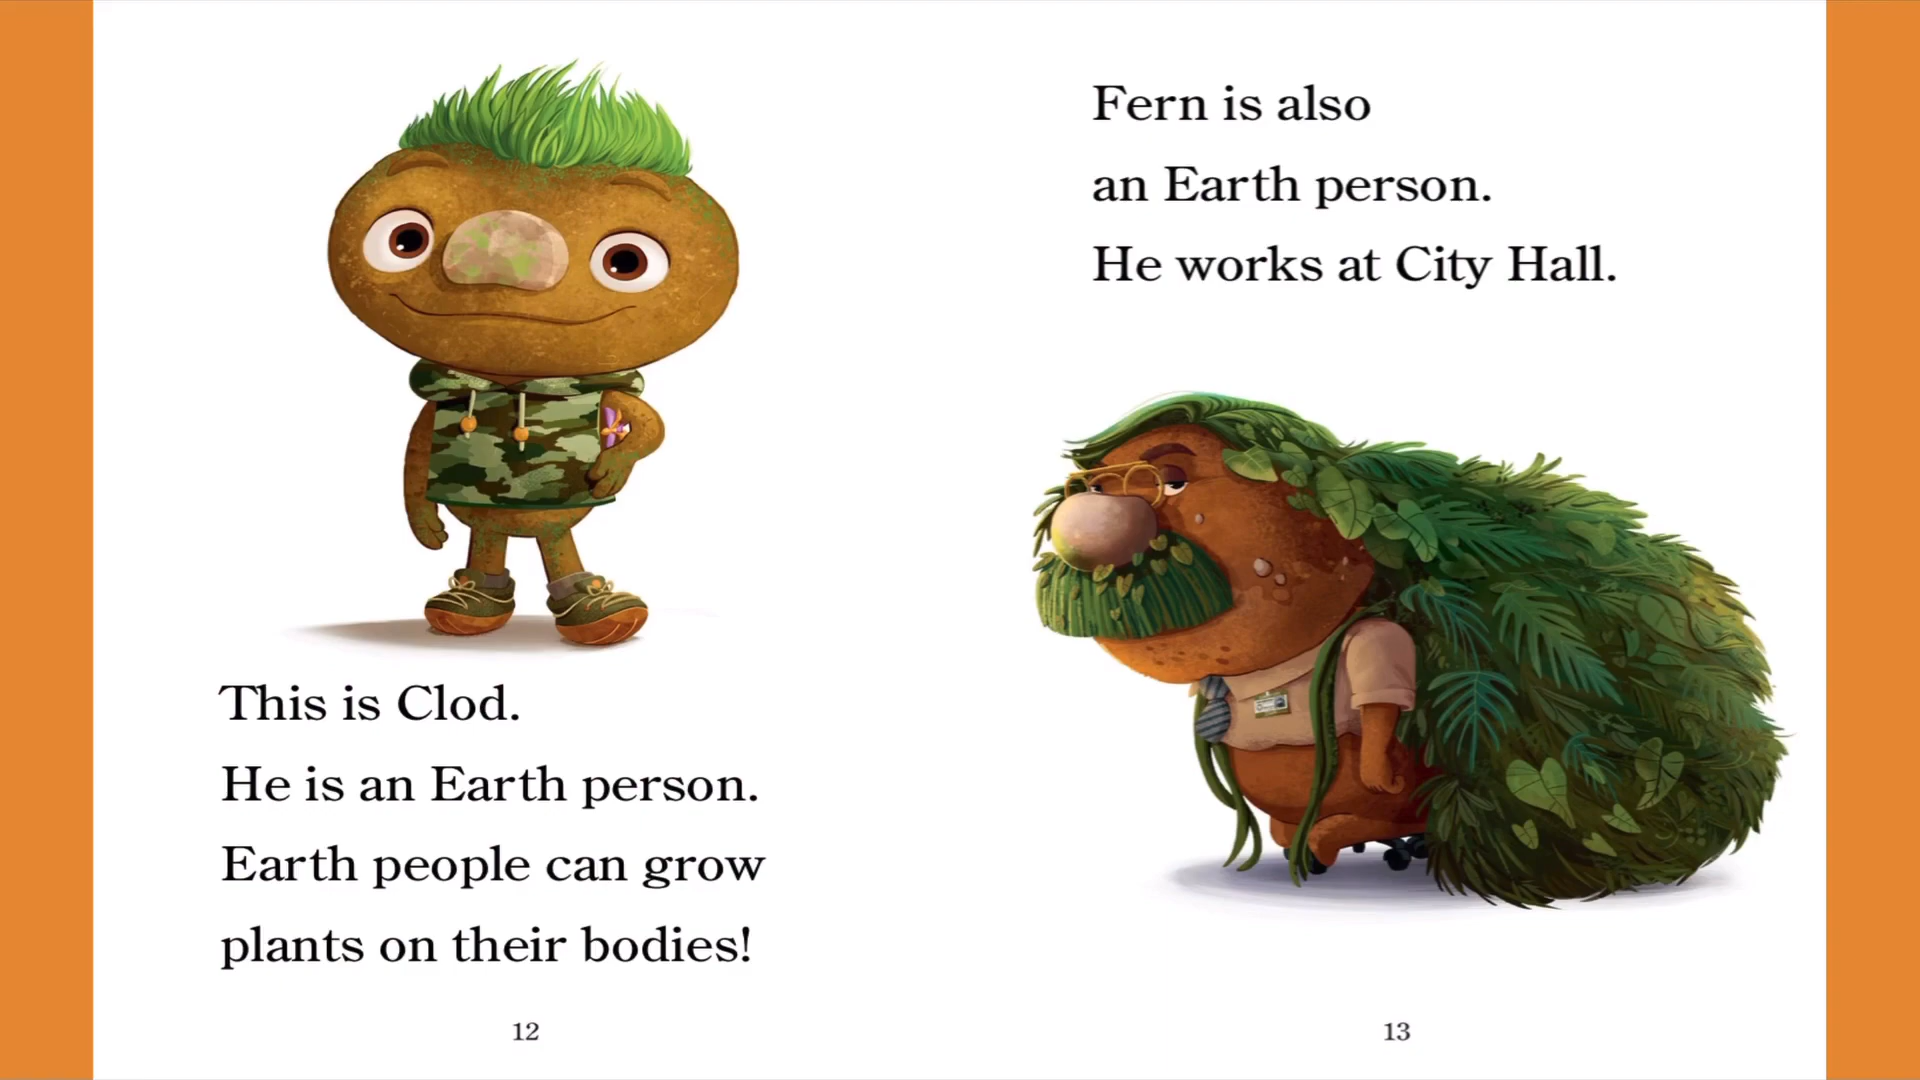 This is Clod.
He is an Earth person.
Earth people can grow
plants on their bodies!
12
Fern is also
an Earth person.
He works at City Hall.
13